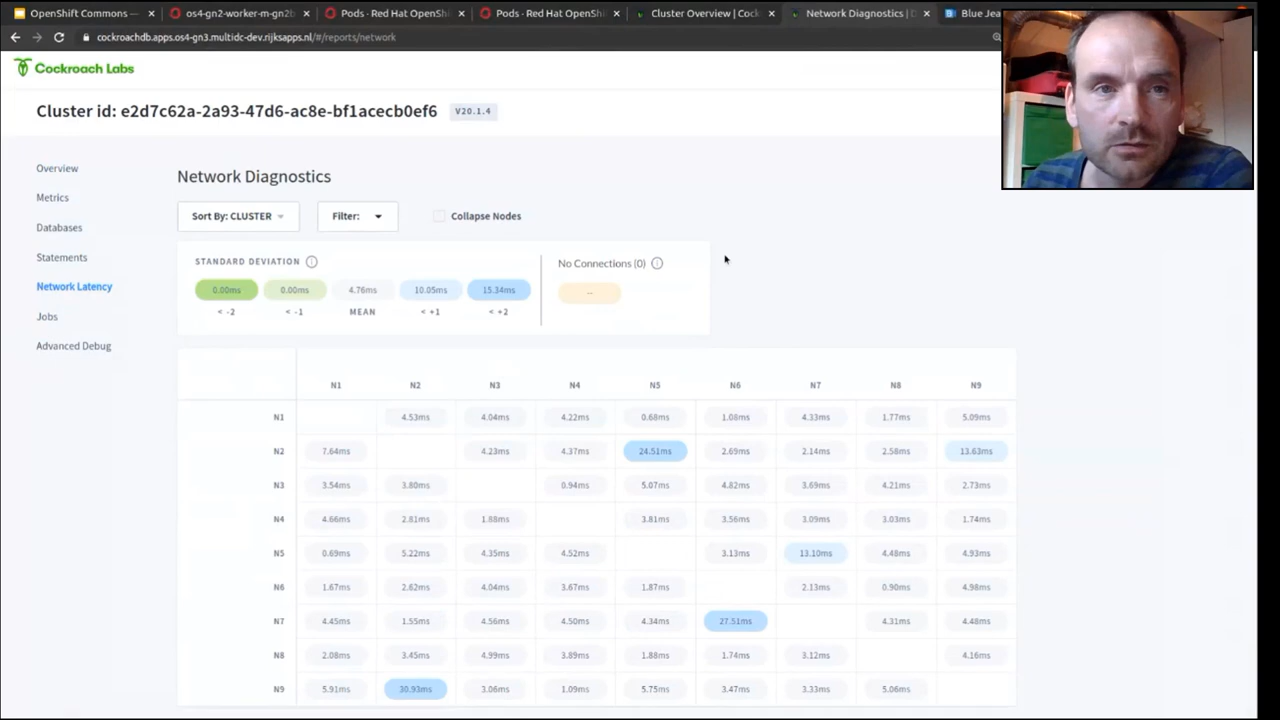 OpenShift Commons —
os4-gn2-worker-m-gn2b
Pods · Red Hat OpenShi
Pods · Red Hat OpenShi
Cluster Overview | Cock
Network Diagnostics | D
Blue Jea
cockroachdb.apps.os4-gn3.multidc-dev.rijksapps.nl/#/reports/network
Cockroach Labs
Cluster id: e2d7c62a-2a93-47d6-ac8e-bf1acecb0ef6 V20.1.4
Overview
Metrics
Databases
Statements
Network Latency
Jobs
Advanced Debug
Network Diagnostics
Sort By: CLUSTER
Filter:
Collapse Nodes
STANDARD DEVIATION
0.00ms 0.00ms 4.76ms 10.05ms 15.34ms
< -2 < -1 MEAN < +1 < +2
No Connections (0)
--
N1 N2 N3 N4 N5 N6 N7 N8 N9
N1 4.53ms 4.04ms 4.22ms 0.68ms 1.08ms 4.33ms 1.77ms 5.09ms
N2 7.64ms 4.23ms 4.37ms 24.51ms 2.69ms 2.14ms 2.58ms 13.63ms
N3 3.54ms 3.80ms 0.94ms 5.07ms 4.82ms 3.69ms 4.21ms 2.73ms
N4 4.66ms 2.81ms 1.88ms 3.81ms 3.56ms 3.09ms 3.03ms 1.74ms
N5 0.69ms 5.22ms 4.35ms 4.52ms 3.13ms 13.10ms 4.48ms 4.93ms
N6 1.67ms 2.62ms 4.04ms 3.67ms 1.87ms 2.13ms 0.90ms 4.98ms
N7 4.45ms 1.55ms 4.56ms 4.50ms 4.34ms 27.51ms 4.31ms 4.48ms
N8 2.08ms 3.45ms 4.99ms 3.89ms 1.88ms 1.74ms 3.12ms 4.16ms
N9 5.91ms 30.93ms 3.06ms 1.09ms 5.75ms 3.47ms 3.33ms 5.06ms